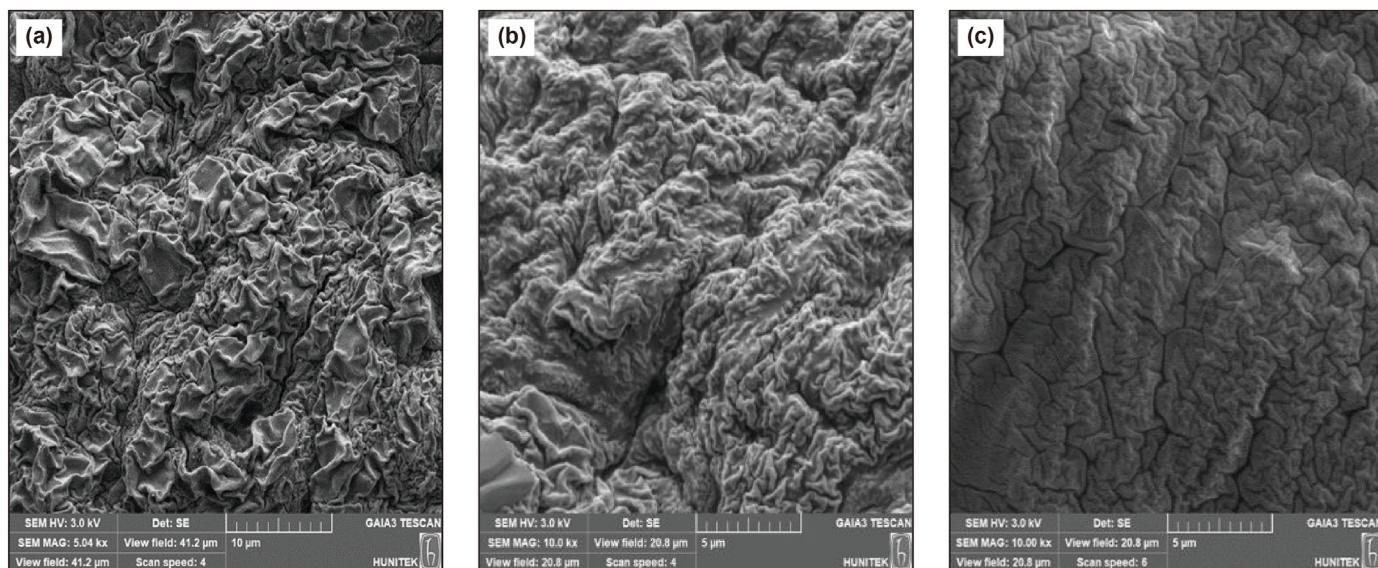 (a)
SEM HV: 3.0 kV Det: SE GAIA3 TESCAN
SEM MAG: 5.04 kx View field: 41.2 µm 10 µm
View field: 41.2 µm Scan speed: 4 HUNITEK
(b)
SEM HV: 3.0 kV Det: SE GAIA3 TESCAN
SEM MAG: 10.0 kx View field: 20.8 µm 5 µm
View field: 20.8 µm Scan speed: 4 HUNITEK
(c)
SEM HV: 3.0 kV Det: SE GAIA3 TESCAN
SEM MAG: 10.00 kx View field: 20.8 µm 5 µm
View field: 20.8 µm Scan speed: 6 HUNITEK